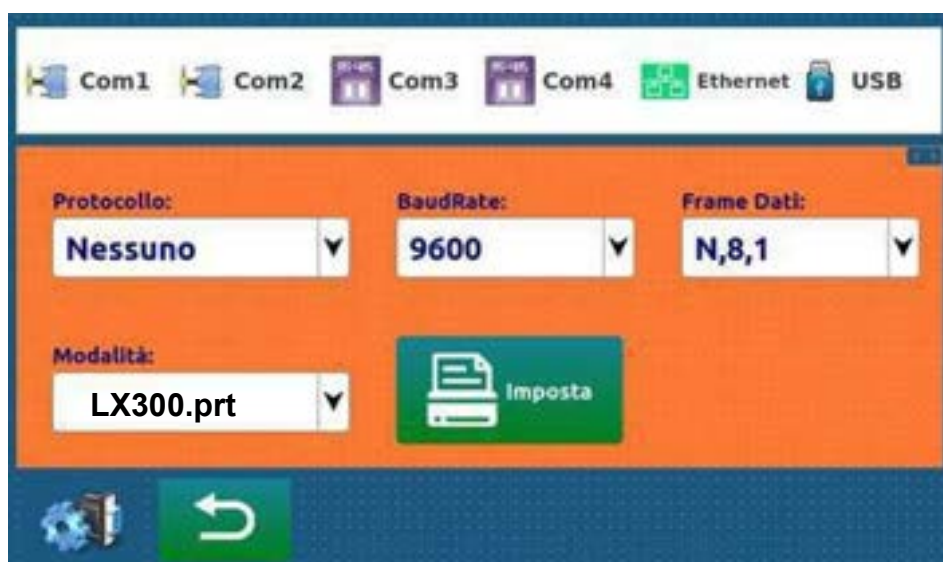 Com1 Com2 Com3 Com4 Ethernet USB
Protocollo: BaudRate: Frame Dati:
Nessuno 9600 N,8,1
Modalità:
LX300.prt Imposta